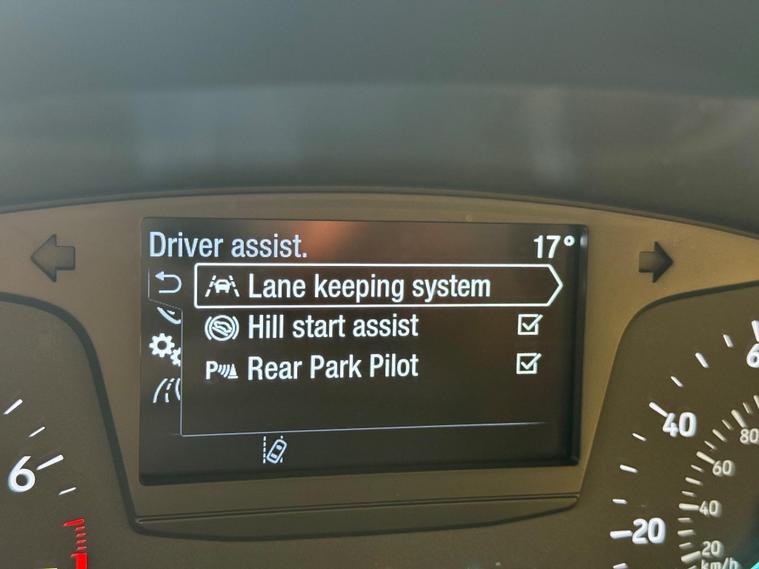 Driver assist. 17°
Lane keeping system
Hill start assist
P Rear Park Pilot
6
40
20
80
60
40
20
km/h